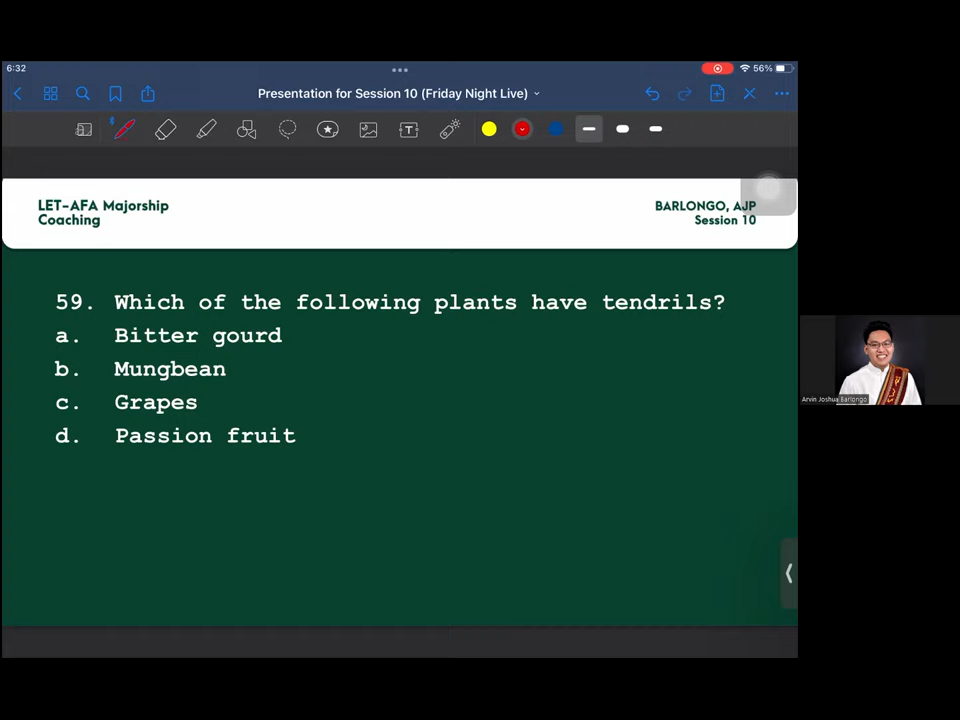 6:32
56%
Presentation for Session 10 (Friday Night Live)
T
LET-AFA Majorship
Coaching
BARLONGO, AJP
Session 10
59. Which of the following plants have tendrils?
a. Bitter gourd
b. Mungbean
c. Grapes
d. Passion fruit
Arvin Joshua Barlongo